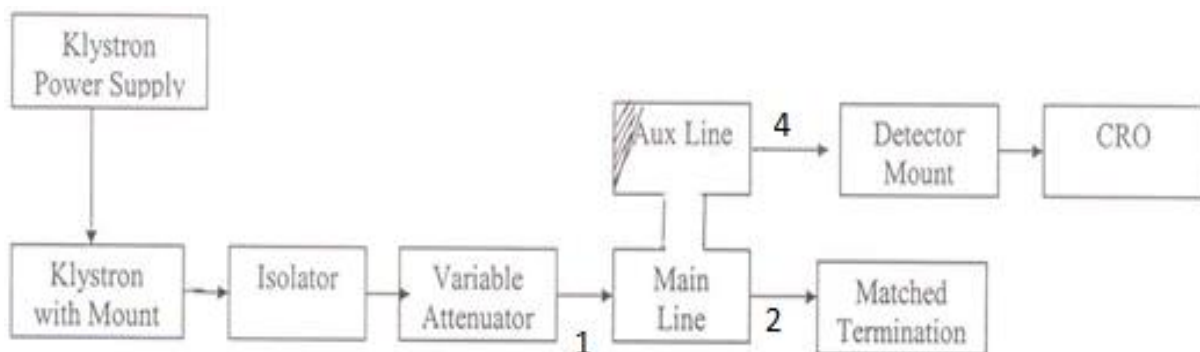 Klystron
Power Supply
Aux Line
4
Detector
Mount
CRO
Klystron
with Mount
Isolator
Variable
Attenuator
1
Main
Line
2
Matched
Termination